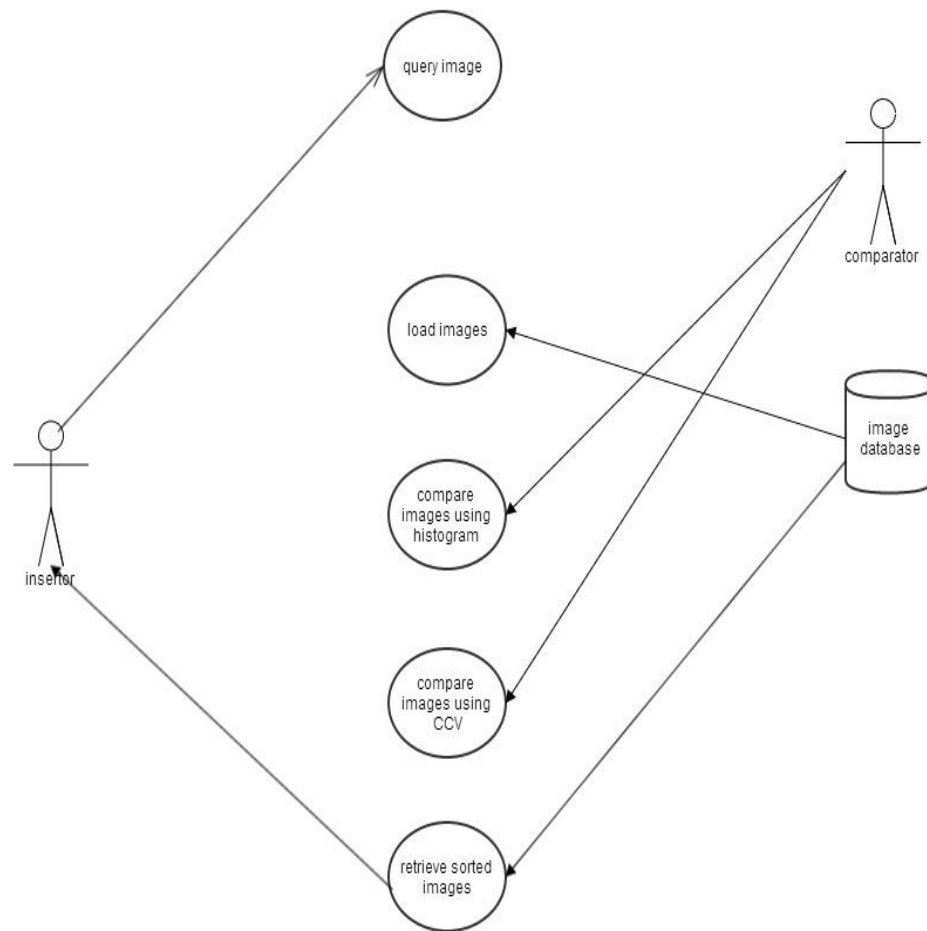 query image
comparator
load images
image
database
compare
images using
histogram
insertor
compare
images using
CCV
retrieve sorted
images